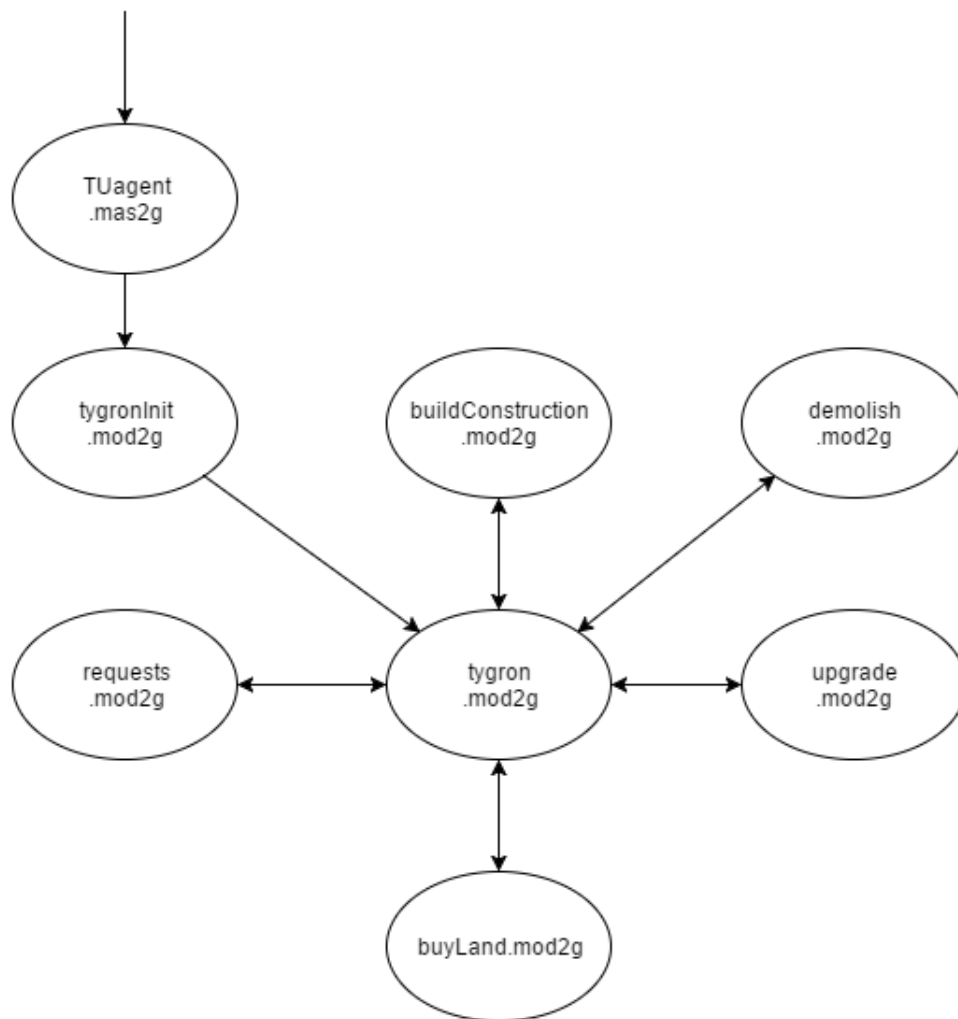 TUagent
.mas2g
tygronInit
.mod2g
buildConstruction
.mod2g
demolish
.mod2g
requests
.mod2g
tygron
.mod2g
upgrade
.mod2g
buyLand.mod2g